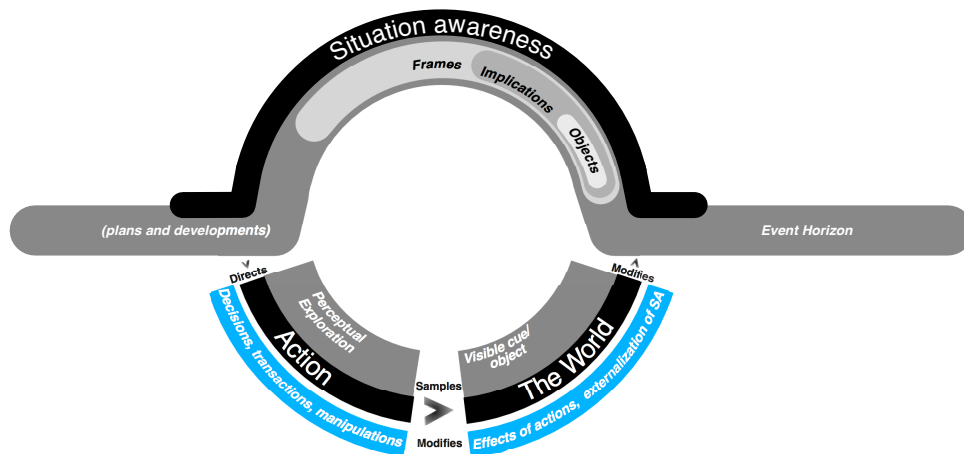 Situation awareness
Frames
Implications
Objects
(plans and developments)
Event Horizon
Directs
Modifies
Perceptual
Exploration
Action
Decisions, transactions, manipulations
Visible cue/
object
The World
Effects of actions, externalization of SA
Samples
Modifies